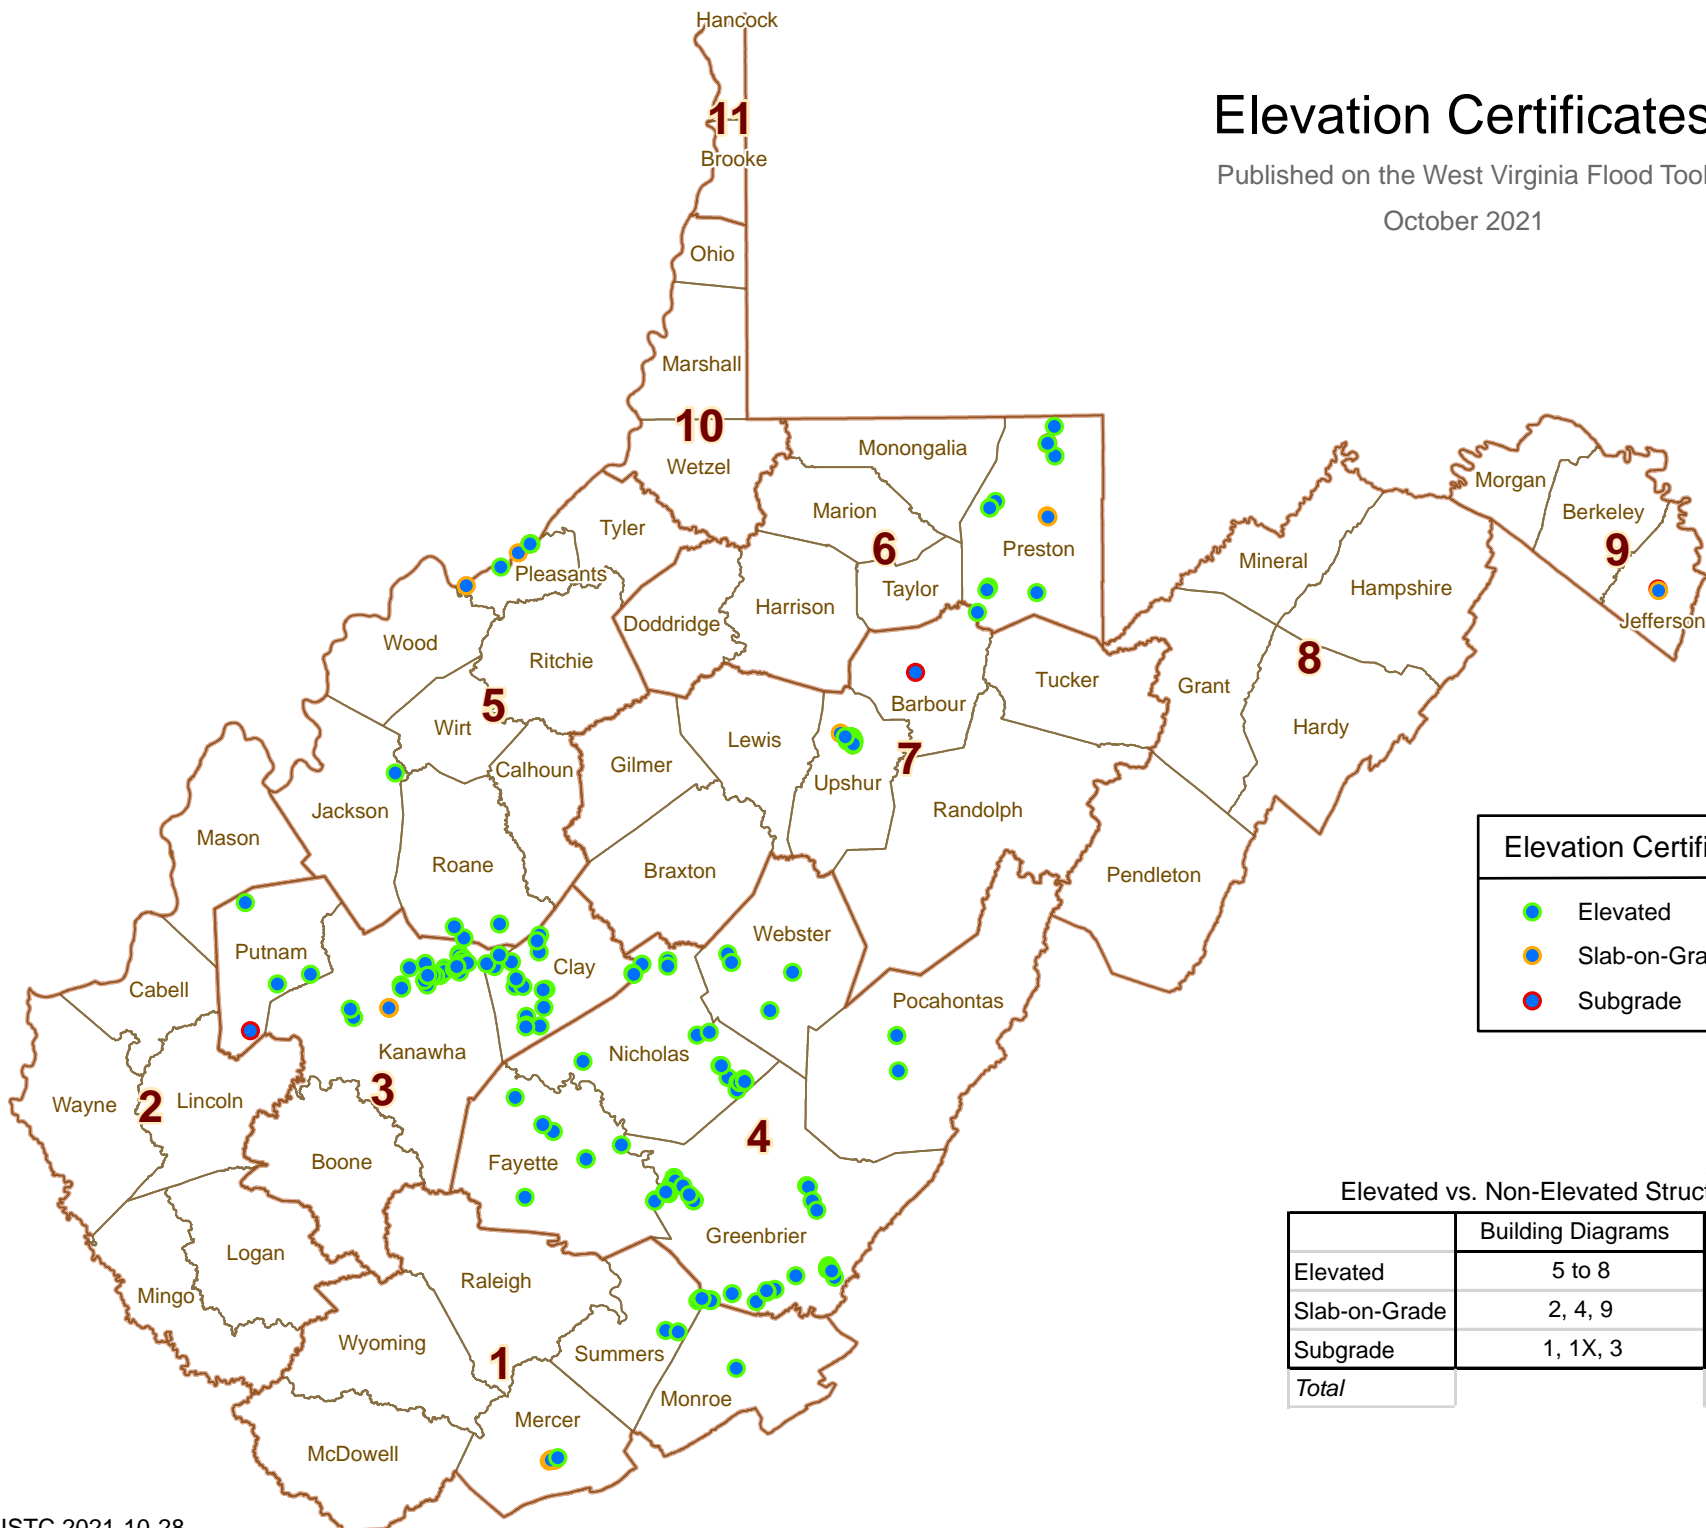 Hancock
11
Brooke
Elevation Certificates
Published on the West Virginia Flood Tool
October 2021
Ohio
Marshall
10
Wetzel
Monongalia
Morgan
Marion
Berkeley
Tyler
6
Preston
9
Mineral
Pleasants
Taylor
Hampshire
Harrison
Jefferson
Doddridge
Wood
Ritchie
8
Tucker
Grant
5
Barbour
Wirt
Hardy
Lewis
7
Gilmer
Calhoun
Upshur
Jackson
Randolph
Mason
Roane
Braxton
Pendleton
Elevation Certifi
Elevated
Slab-on-Gra
Subgrade
Webster
Putnam
Clay
Cabell
Pocahontas
Kanawha
Nicholas
3
Wayne
2
Lincoln
4
Boone
Fayette
Greenbrier
Logan
Raleigh
Mingo
Wyoming
1
Summers
Monroe
Mercer
McDowell
Elevated vs. Non-Elevated Struct
Building Diagrams
Elevated 5 to 8
Slab-on-Grade 2, 4, 9
Subgrade 1, 1X, 3
Total